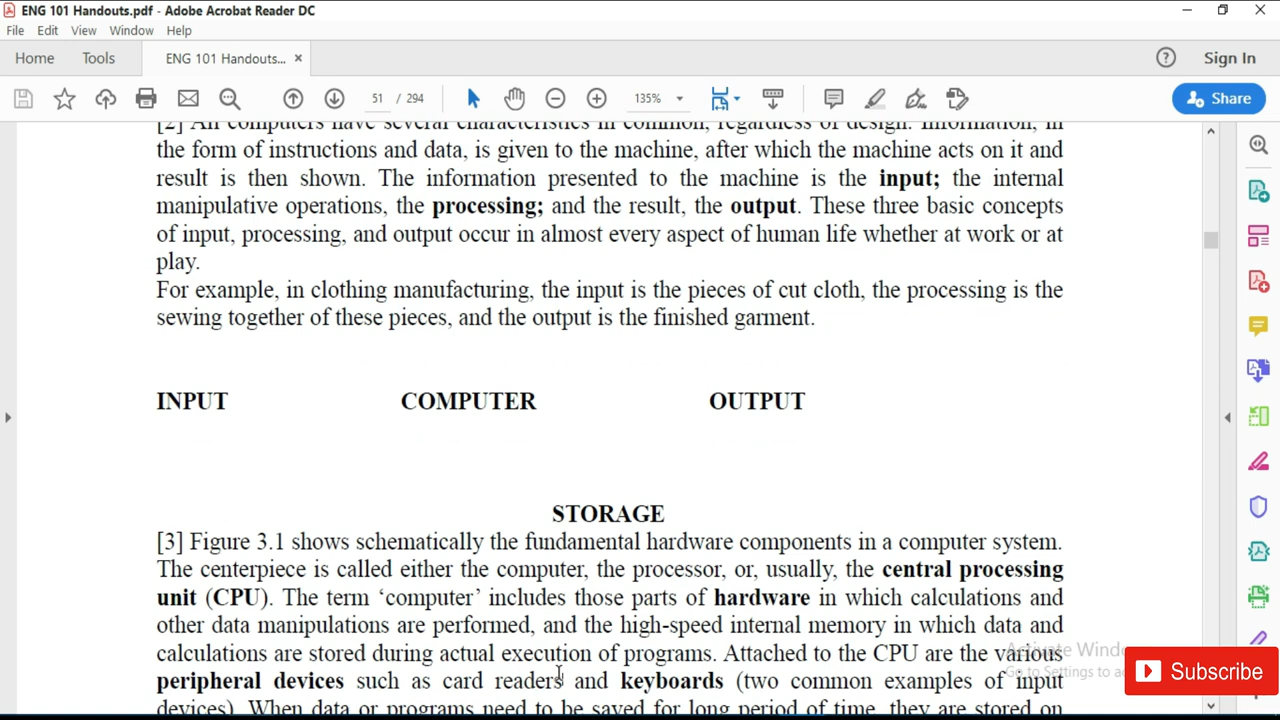 ENG 101 Handouts.pdf - Adobe Acrobat Reader DC
File Edit View Window Help
Home Tools ENG 101 Handouts... × Sign In
51 / 294 135% Share
[2] All computers have several characteristics in common, regardless of design. Information, in
the form of instructions and data, is given to the machine, after which the machine acts on it and
result is then shown. The information presented to the machine is the input; the internal
manipulative operations, the processing; and the result, the output. These three basic concepts
of input, processing, and output occur in almost every aspect of human life whether at work or at
play.
For example, in clothing manufacturing, the input is the pieces of cut cloth, the processing is the
sewing together of these pieces, and the output is the finished garment.
INPUT COMPUTER OUTPUT
STORAGE
[3] Figure 3.1 shows schematically the fundamental hardware components in a computer system.
The centerpiece is called either the computer, the processor, or, usually, the central processing
unit (CPU). The term ‘computer’ includes those parts of hardware in which calculations and
other data manipulations are performed, and the high-speed internal memory in which data and
calculations are stored during actual execution of programs. Attached to the CPU are the various
Activate Windo
Go to Settings to a
Subscribe
peripheral devices such as card readers and keyboards (two common examples of input
devices). When data or programs need to be saved for long period of time, they are stored on